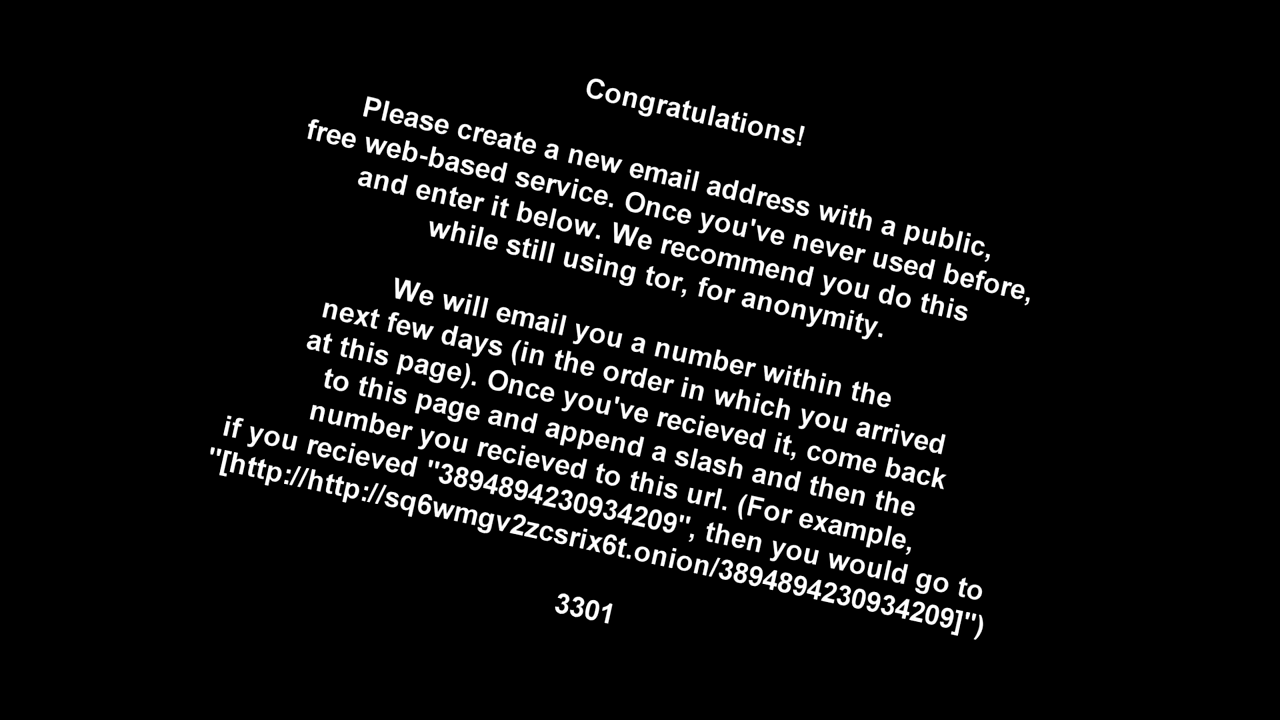 Congratulations!
Please create a new email address with a public,
free web-based service. Once you've never used before,
and enter it below. We recommend you do this
while still using tor, for anonymity.
We will email you a number within the
next few days (in the order in which you arrived
at this page). Once you've recieved it, come back
to this page and append a slash and then the
number you recieved to this url. (For example,
if you recieved "3894894230934209", then you would go to
"[http://http://sq6wmgv2zcsrix6t.onion/3894894230934209]")
3301